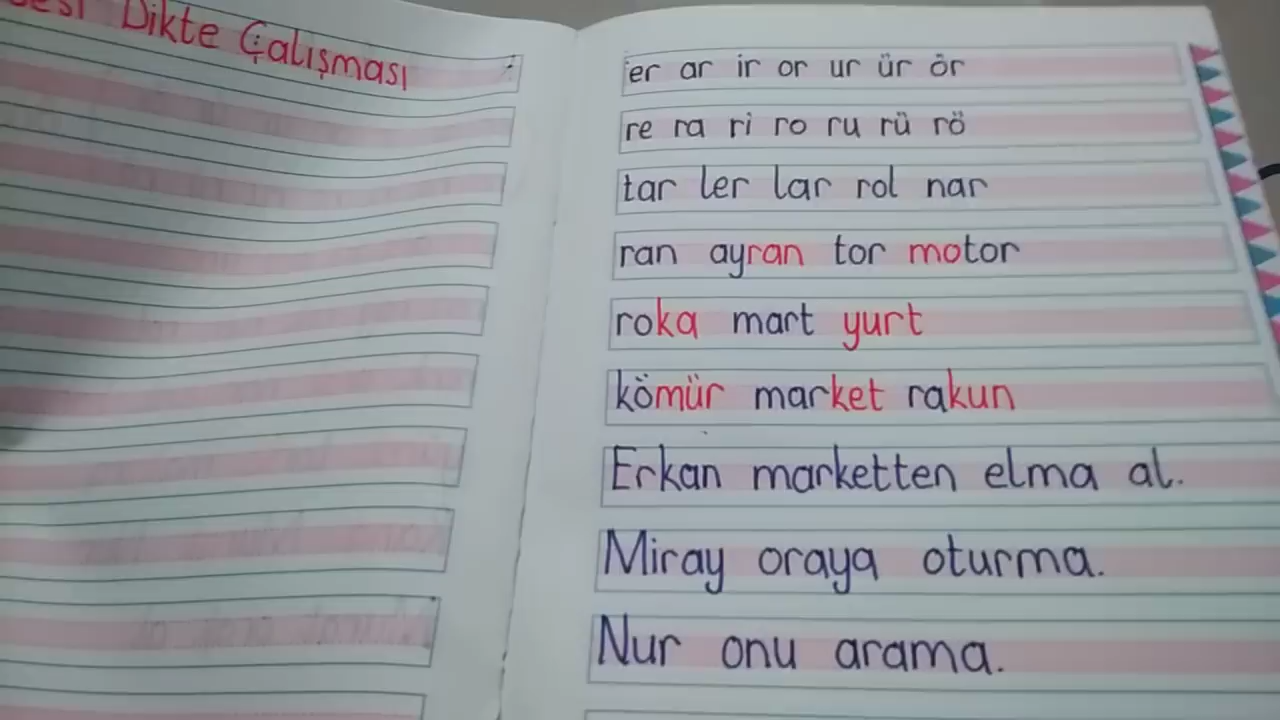 Dikte Çalışması
er ar ir or ur ür ör
re ra ri ro ru rü rö
tar ler lar rol nar
ran ayran tor motor
roka mart yurt
kömür market rakun
Erkan marketten elma al.
Miray oraya oturma.
Nur onu arama.